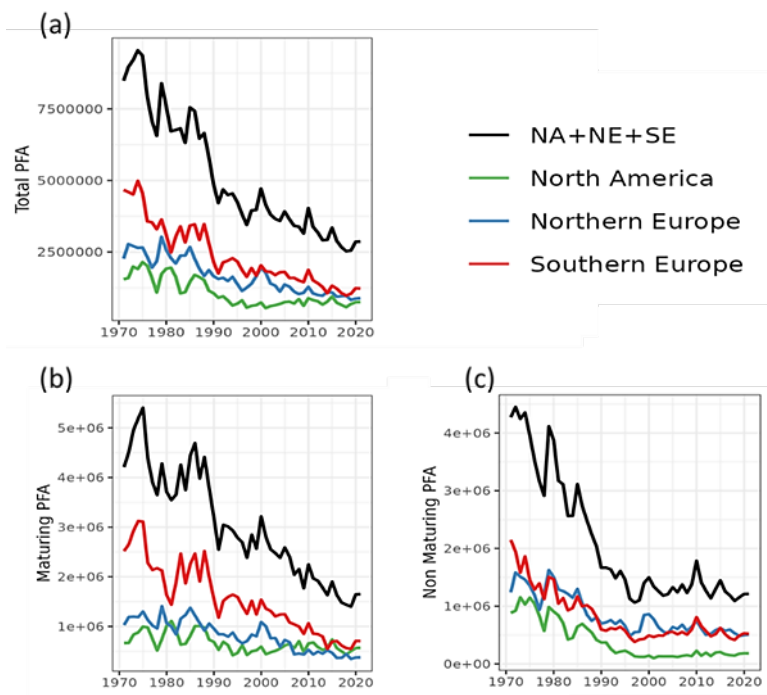 (a)
Total PFA
7500000
5000000
2500000
1970 1980 1990 2000 2010 2020
NA+NE+SE
North America
Northern Europe
Southern Europe
(b)
Maturing PFA
5e+06
4e+06
3e+06
2e+06
1e+06
1970 1980 1990 2000 2010 2020
(c)
Non Maturing PFA
4e+06
3e+06
2e+06
1e+06
0e+00
1970 1980 1990 2000 2010 2020